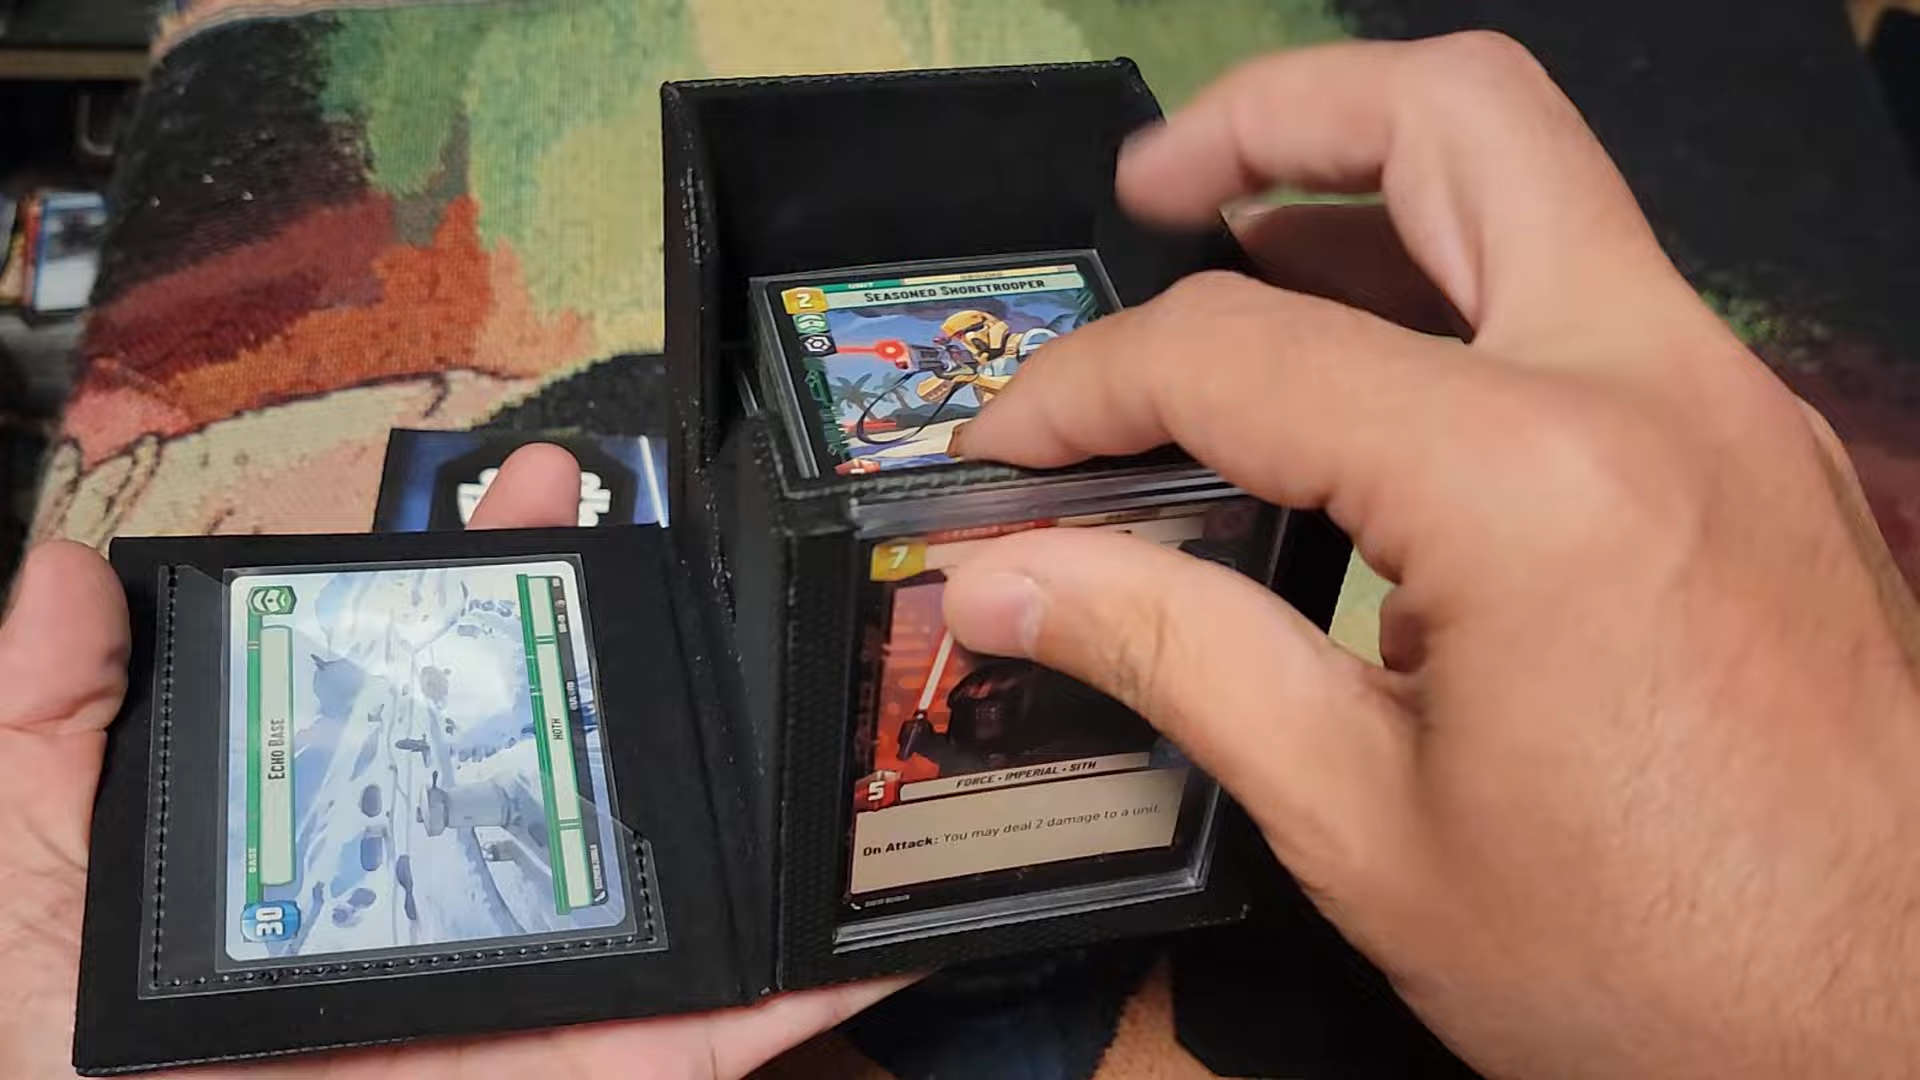 GROUND
UNIT
2
SEASONED SHORETROOPER
7
5
FORCE • IMPERIAL • SITH
On Attack: You may deal 2 damage to a unit.
ECHO BASE
HOTH
BASE
30